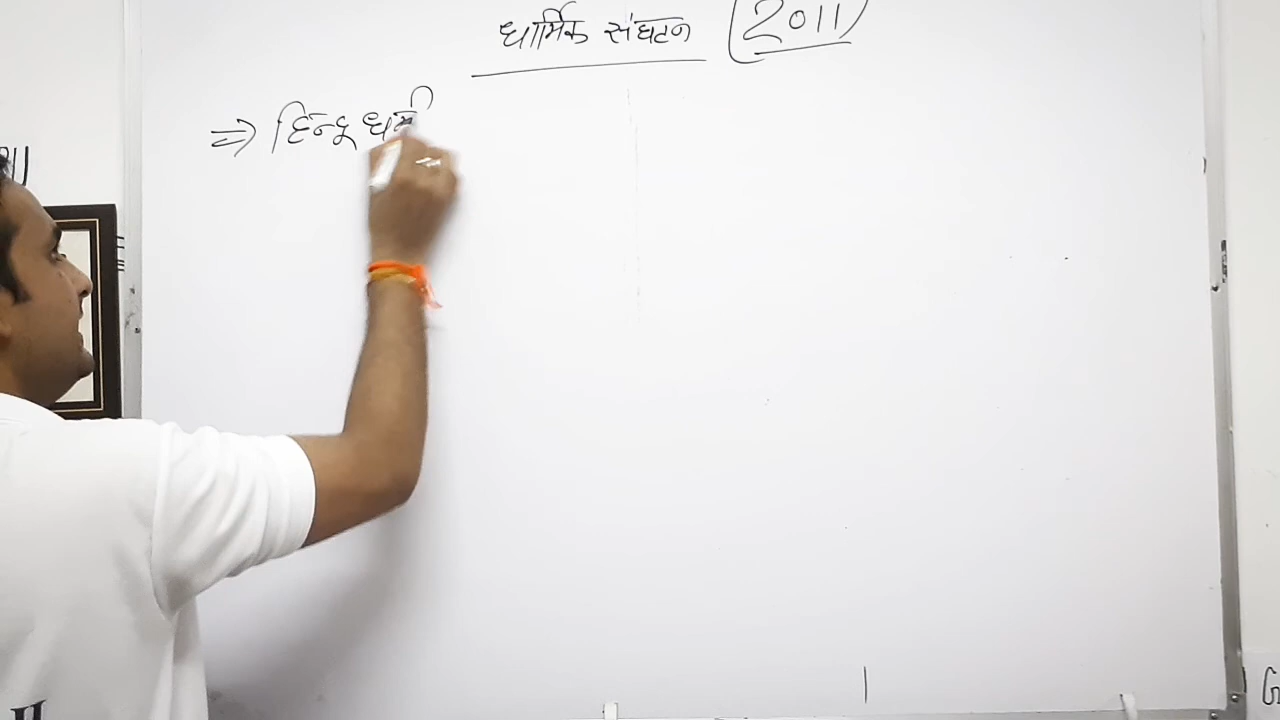 धार्मिक संघटन (2011)
⇒ हिन्दू धर्म